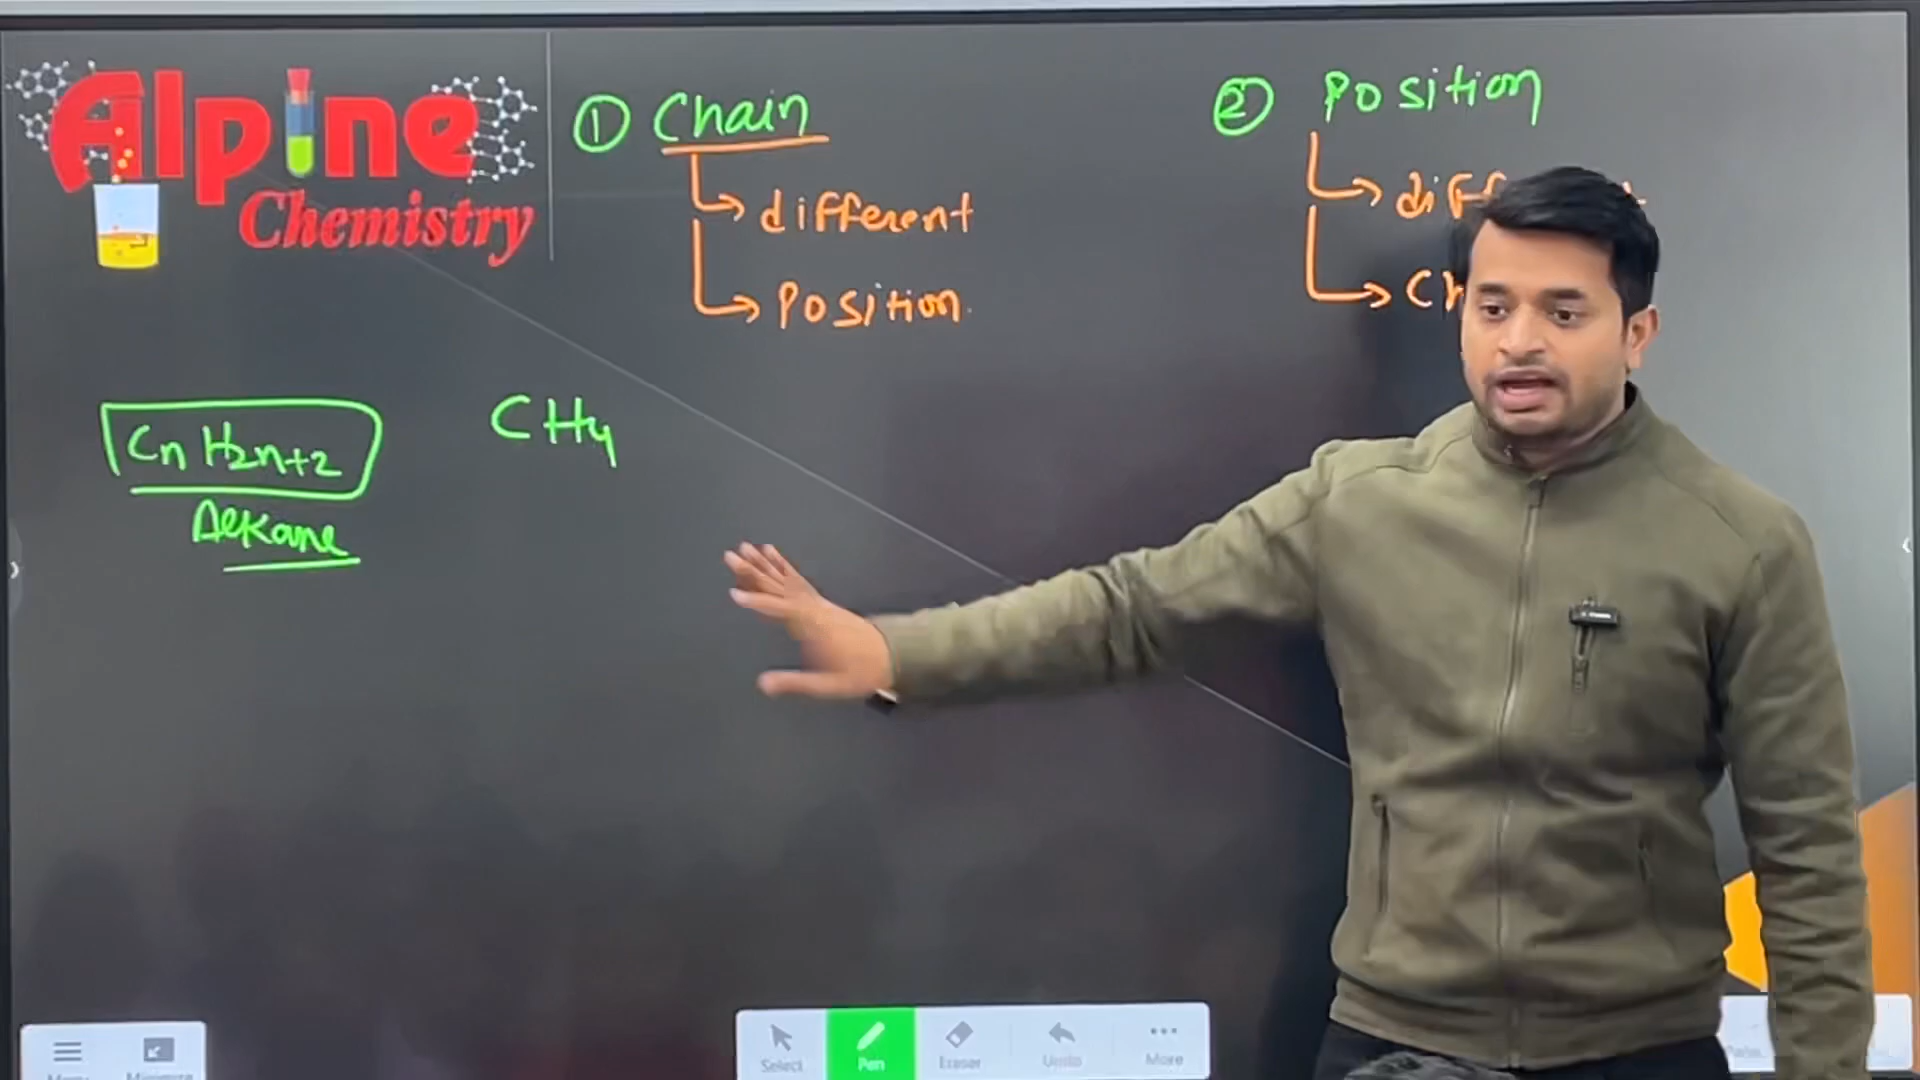 Alpine
Chemistry
① Chain
different
Position.
② Position
CnH2n+2
Alkane
CH4
Select
Pen
Eraser
Undo
More